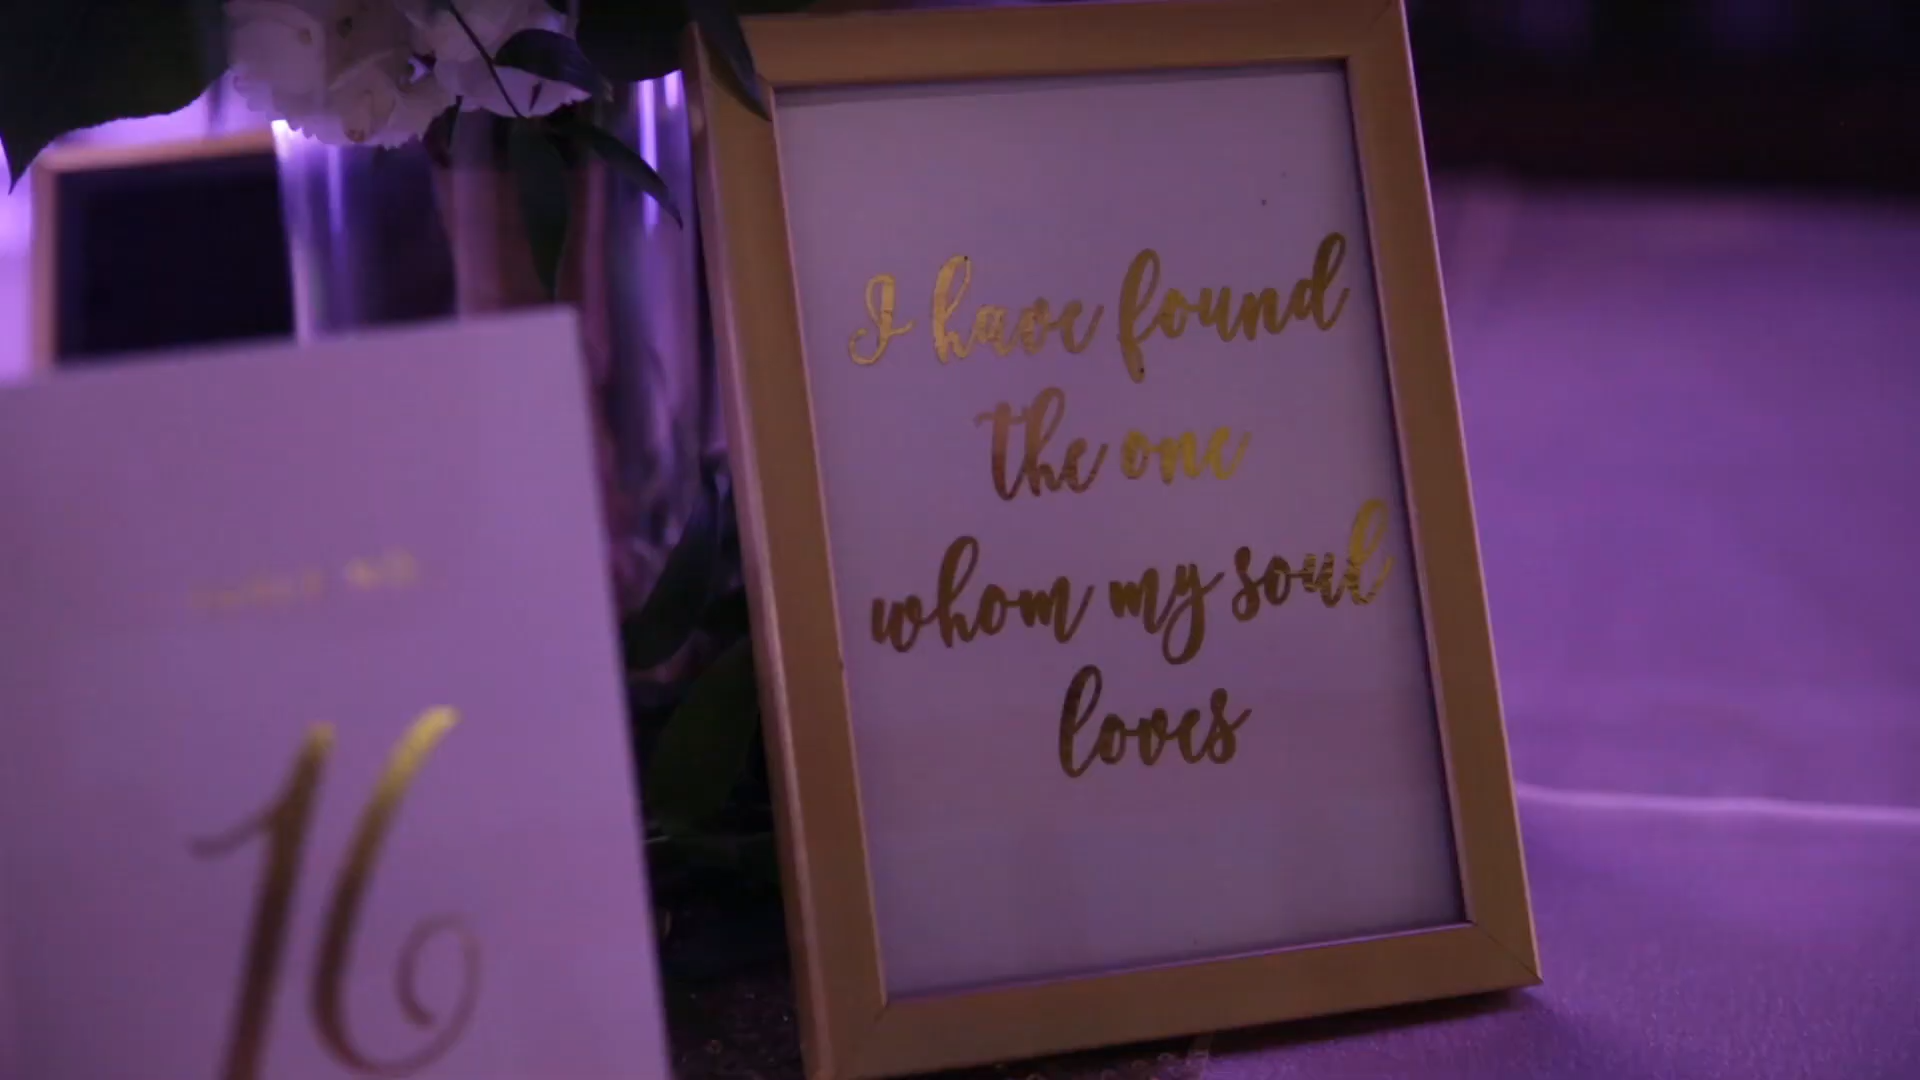 I have found
the one
whom my soul
loves
16